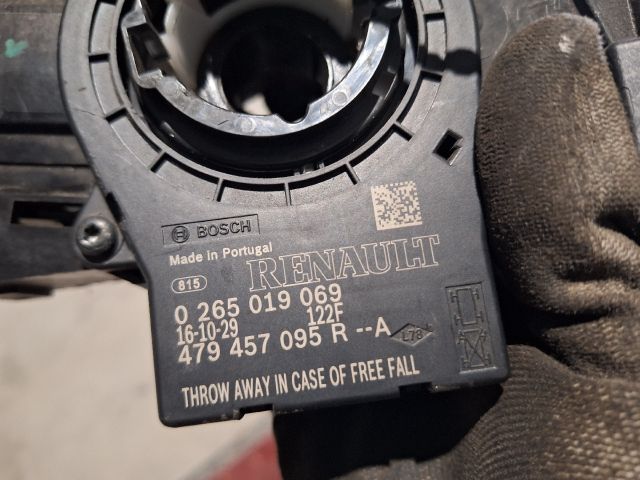 BOSCH
Made in Portugal
RENAULT
815
0 265 019 069
16-10-29 122F
479 457 095 R --A L78
THROW AWAY IN CASE OF FREE FALL